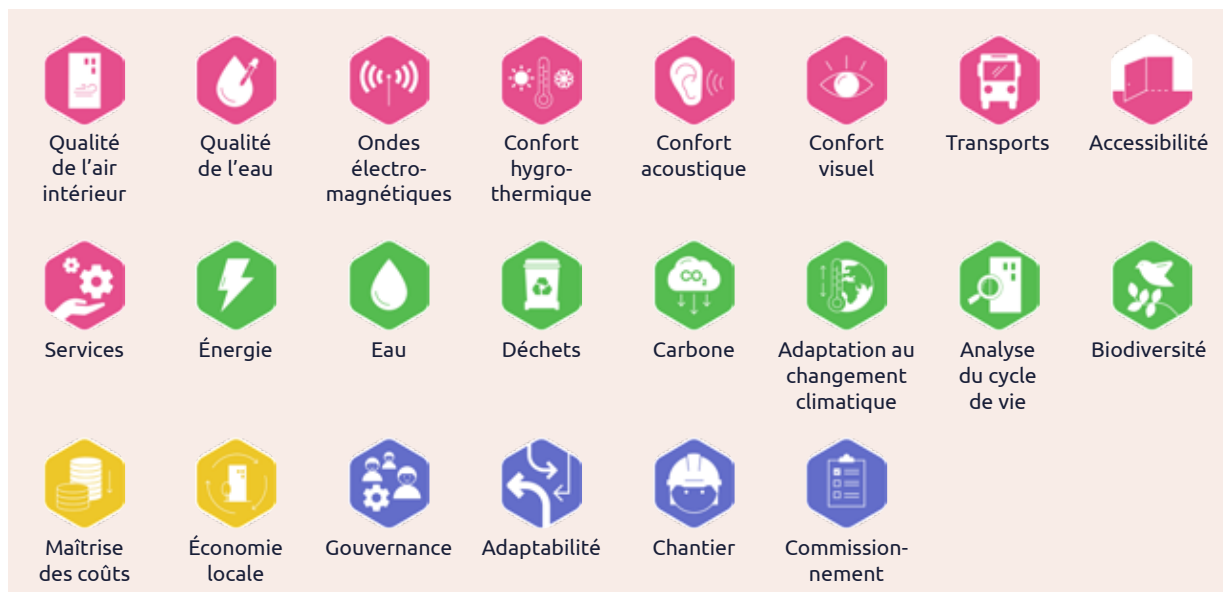 Qualité
de l’air
intérieur
Qualité
de l’eau
Ondes
électro-
magnétiques
Confort
hygro-
thermique
Confort
acoustique
Confort
visuel
Transports
Accessibilité
Services
Énergie
Eau
Déchets
CO₂
Carbone
Adaptation au
changement
climatique
Analyse
du cycle
de vie
Biodiversité
Maîtrise
des coûts
Économie
locale
Gouvernance
Adaptabilité
Chantier
Commission-
nement